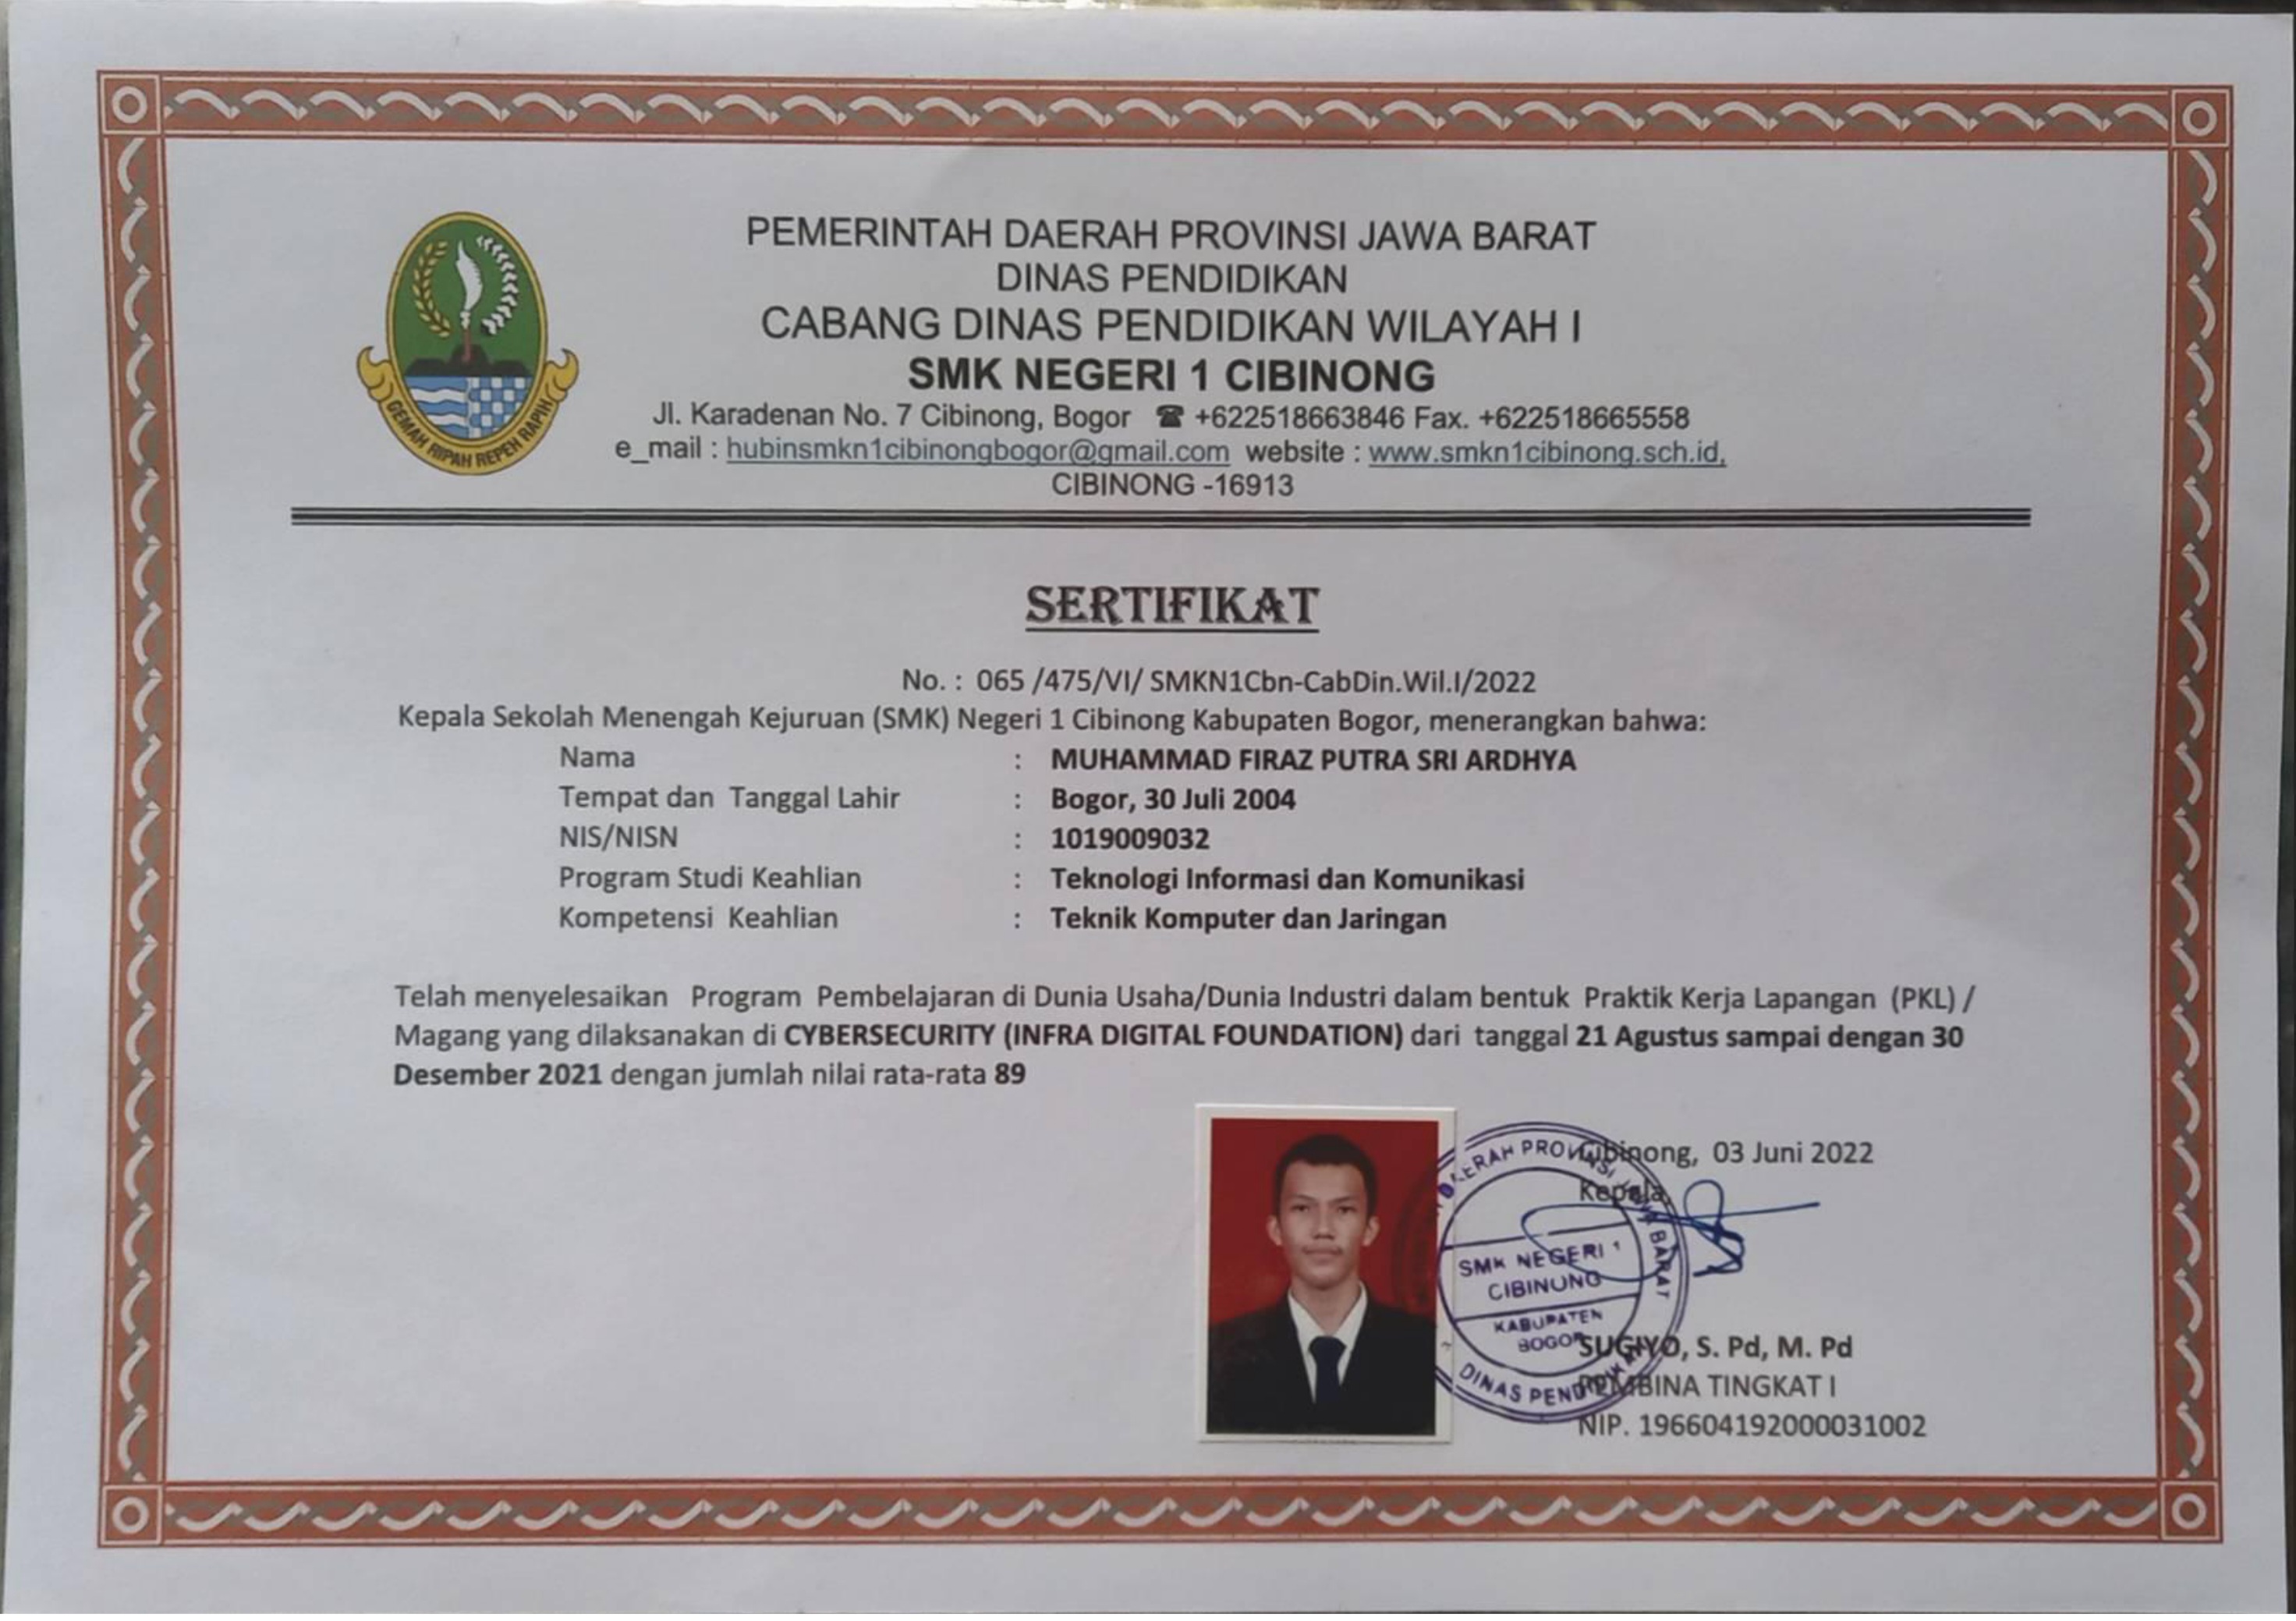 PEMERINTAH DAERAH PROVINSI JAWA BARAT
DINAS PENDIDIKAN
CABANG DINAS PENDIDIKAN WILAYAH I
SMK NEGERI 1 CIBINONG
Jl. Karadenan No. 7 Cibinong, Bogor ☎ +622518663846 Fax. +622518665558
e_mail : hubinsmkn1cibinongbogor@gmail.com website : www.smkn1cibinong.sch.id,
CIBINONG -16913
GEMAH RIPAH REPEH RAPIH
SERTIFIKAT
No. : 065 /475/VI/ SMKN1Cbn-CabDin.Wil.I/2022
Kepala Sekolah Menengah Kejuruan (SMK) Negeri 1 Cibinong Kabupaten Bogor, menerangkan bahwa:
Nama : MUHAMMAD FIRAZ PUTRA SRI ARDHYA
Tempat dan Tanggal Lahir : Bogor, 30 Juli 2004
NIS/NISN : 1019009032
Program Studi Keahlian : Teknologi Informasi dan Komunikasi
Kompetensi Keahlian : Teknik Komputer dan Jaringan
Telah menyelesaikan Program Pembelajaran di Dunia Usaha/Dunia Industri dalam bentuk Praktik Kerja Lapangan (PKL) /
Magang yang dilaksanakan di CYBERSECURITY (INFRA DIGITAL FOUNDATION) dari tanggal 21 Agustus sampai dengan 30
Desember 2021 dengan jumlah nilai rata-rata 89
Cibinong, 03 Juni 2022
Kepala,
DAERAH PROVINSI JAWA BARAT
SMK NEGERI 1
CIBINONG
KABUPATEN
BOGOR
DINAS PENDIDIKAN
SUGIYO, S. Pd, M. Pd
PEMBINA TINGKAT I
NIP. 196604192000031002